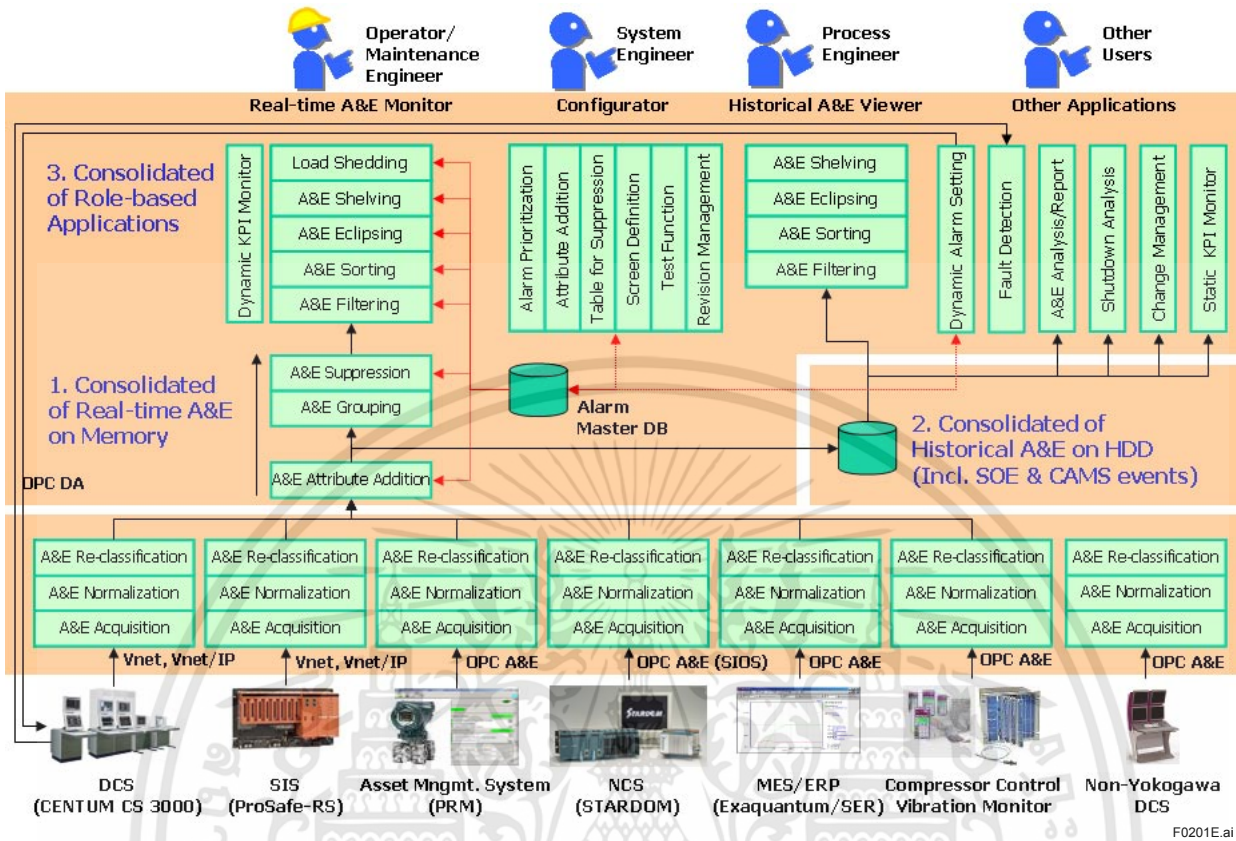 Operator/
Maintenance
Engineer
System
Engineer
Process
Engineer
Other
Users
Real-time A&E Monitor
Configurator
Historical A&E Viewer
Other Applications
3. Consolidated
of Role-based
Applications
Dynamic KPI Monitor
Load Shedding
A&E Shelving
A&E Eclipsing
A&E Sorting
A&E Filtering
Alarm Prioritization
Attribute Addition
Table for Suppression
Screen Definition
Test Function
Revision Management
A&E Shelving
A&E Eclipsing
A&E Sorting
A&E Filtering
Dynamic Alarm Setting
Fault Detection
A&E Analysis/Report
Shutdown Analysis
Change Management
Static KPI Monitor
1. Consolidated
of Real-time A&E
on Memory
A&E Suppression
A&E Grouping
Alarm
Master DB
2. Consolidated of
Historical A&E on HDD
(Incl. SOE & CAMS events)
OPC DA
A&E Attribute Addition
A&E Re-classification
A&E Normalization
A&E Acquisition
A&E Re-classification
A&E Normalization
A&E Acquisition
A&E Re-classification
A&E Normalization
A&E Acquisition
A&E Re-classification
A&E Normalization
A&E Acquisition
A&E Re-classification
A&E Normalization
A&E Acquisition
A&E Re-classification
A&E Normalization
A&E Acquisition
A&E Re-classification
A&E Normalization
A&E Acquisition
Vnet, Vnet/IP
Vnet, Vnet/IP
OPC A&E
OPC A&E (SIOS)
OPC A&E
OPC A&E
OPC A&E
STARDOM
DCS
(CENTUM CS 3000)
SIS
(ProSafe-RS)
Asset Mngmt. System
(PRM)
NCS
(STARDOM)
MES/ERP
(Exaquantum/SER)
Compressor Control
Vibration Monitor
Non-Yokogawa
DCS
F0201E.ai